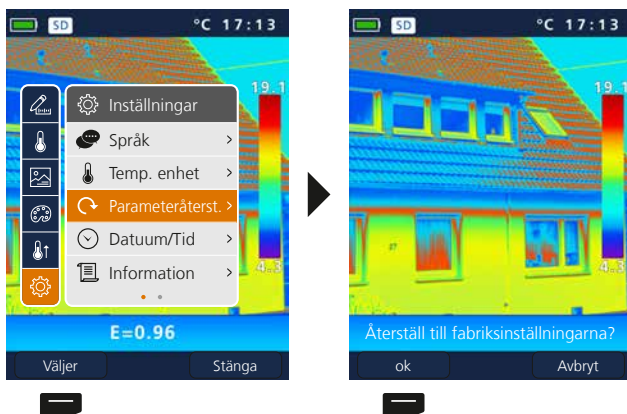 SD °C 17:13
19.1
Inställningar
Språk
Temp. enhet
Parameteråterst.
Datuum/Tid
Information
4.3
E=0.96
Väljer Stänga
SD °C 17:13
19.1
4.3
Återställ till fabriksinställningarna?
ok Avbryt